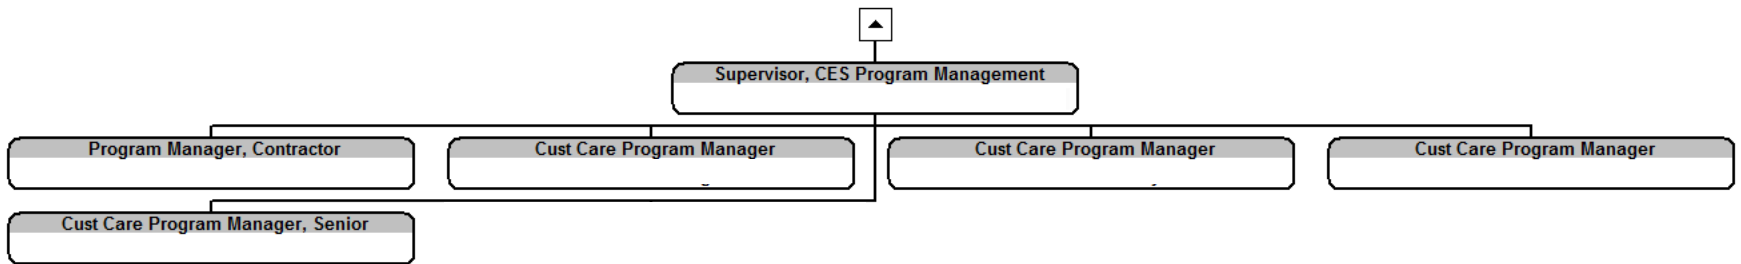 Supervisor, CES Program Management
Program Manager, Contractor
Cust Care Program Manager
Cust Care Program Manager
Cust Care Program Manager
Cust Care Program Manager, Senior